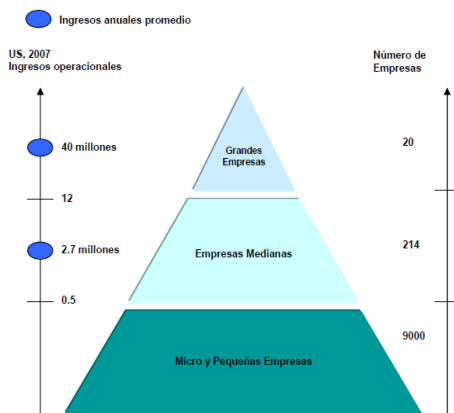 Ingresos anuales promedio
US, 2007
Ingresos operacionales
Número de
Empresas
40 millones
Grandes
Empresas
20
12
2.7 millones
Empresas Medianas
214
0.5
Micro y Pequeñas Empresas
9000